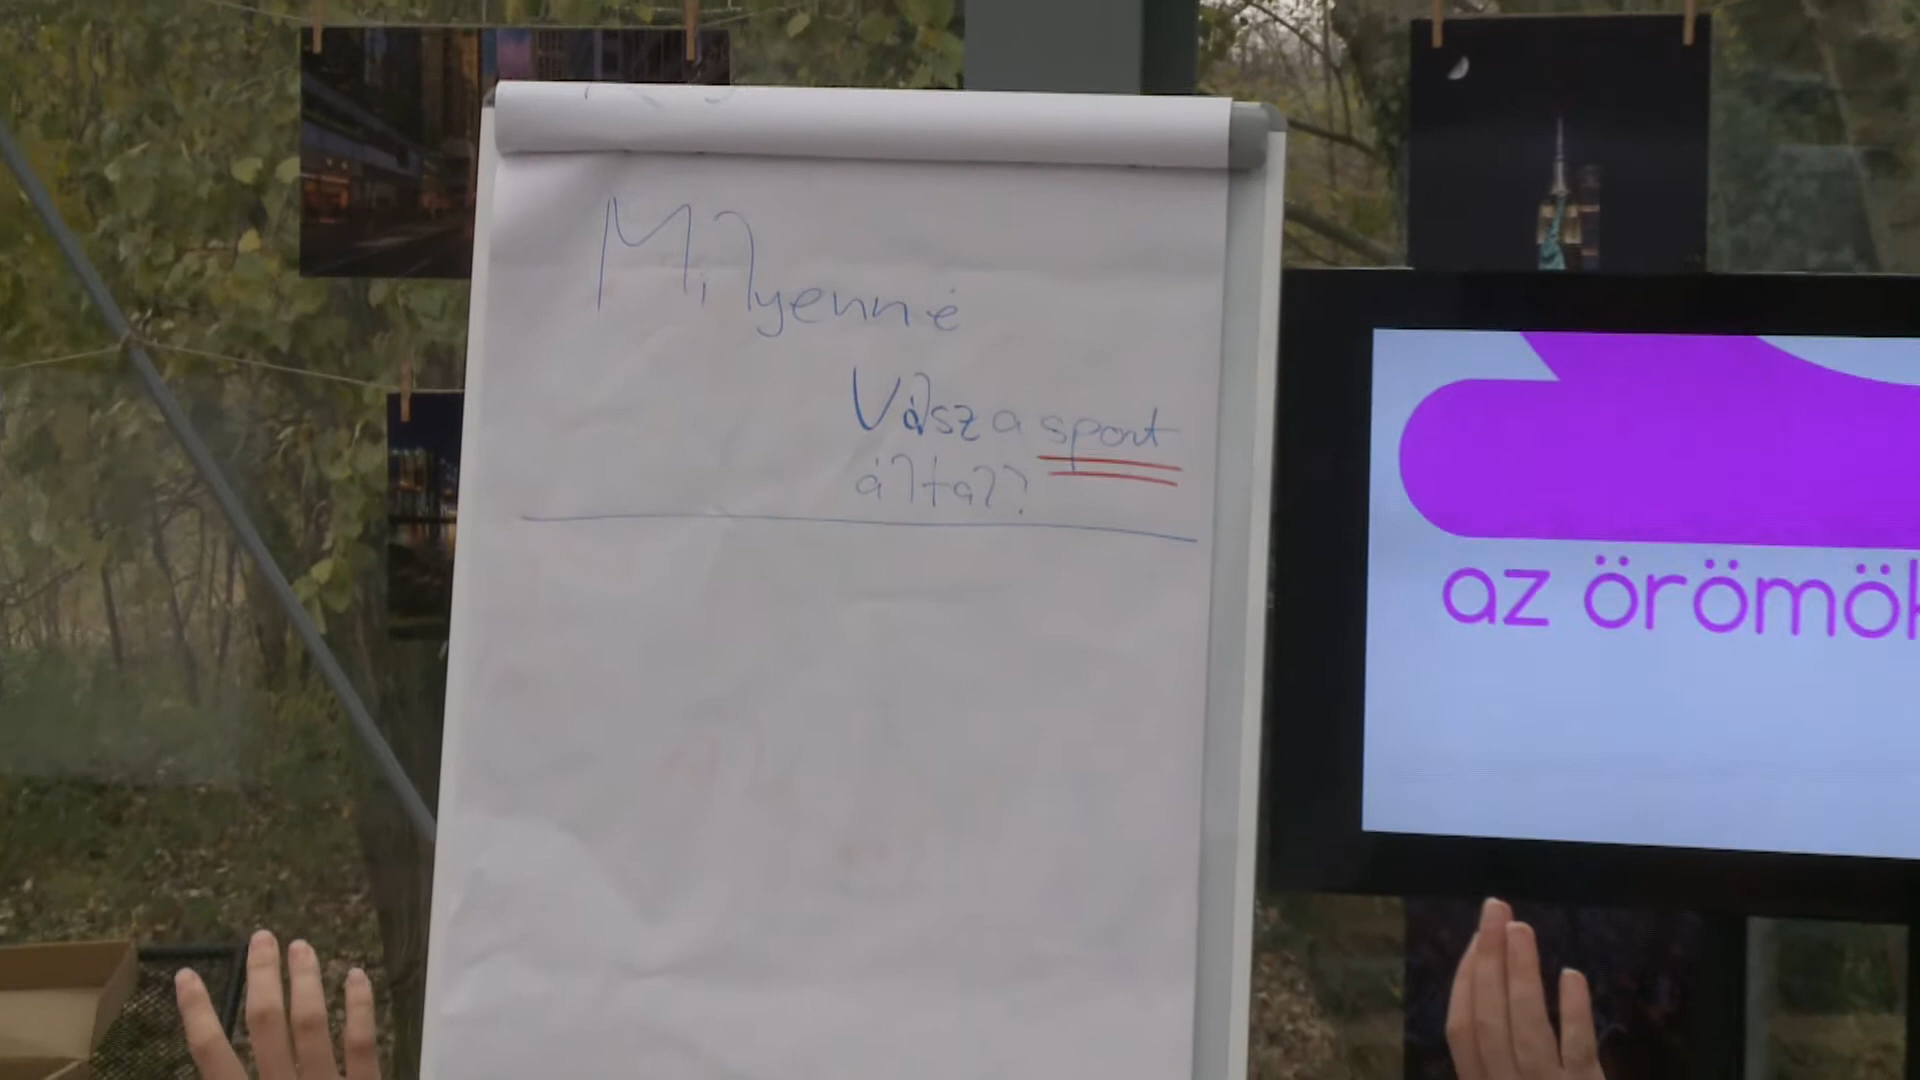 Milyenné
Válsz a sport
által?
az örömök